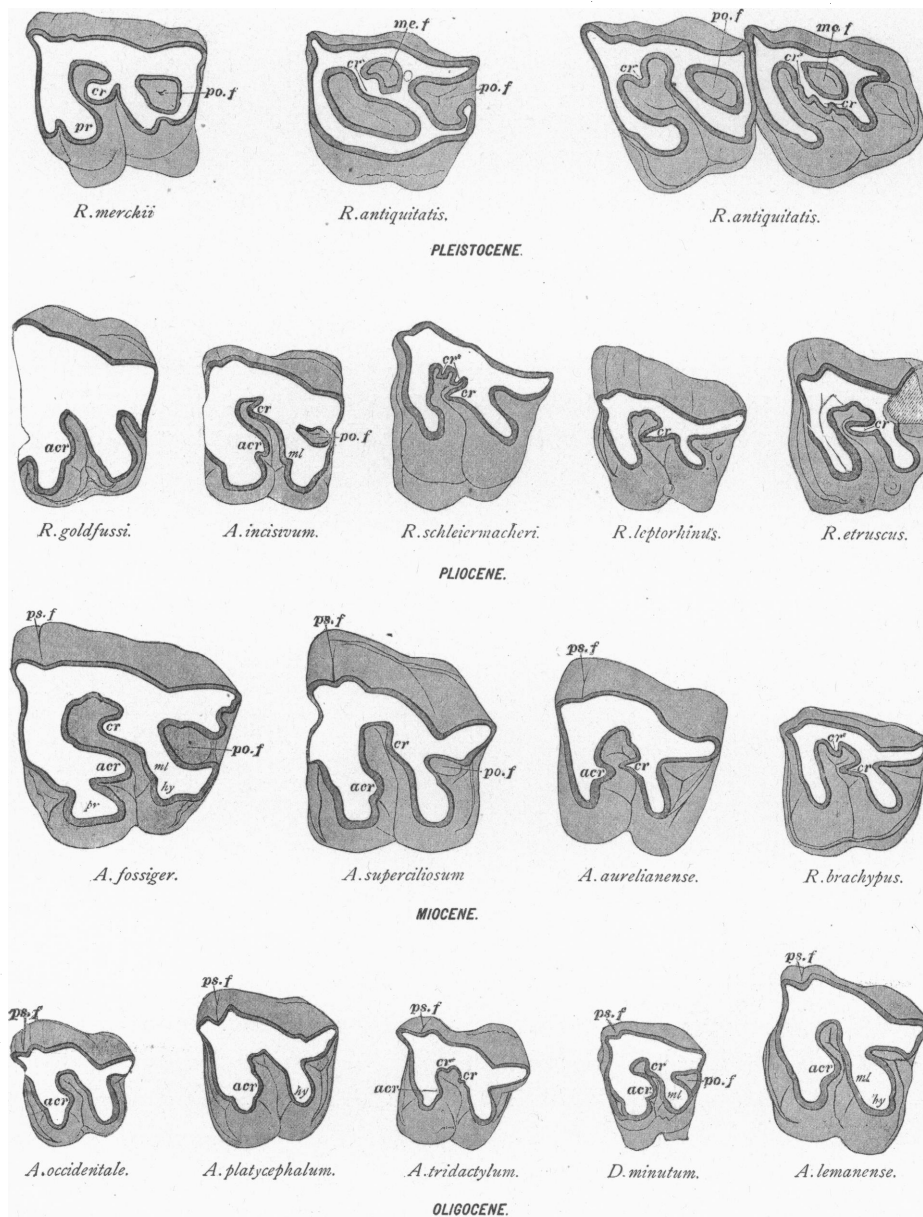 me.f
po.f
me.f
cr
cr
cr
po.f
cr
po.f
cr
pr
R.merckii
R.antiquitatis.
R.antiquitatis.
PLEISTOCENE.
cr
cr
cr
cr
cr
acr
ml
po.f
acr
R.goldfussi.
A.incisivum.
R.schleiermacheri.
R.leptorhinus.
R.etruscus.
PLIOCENE.
ps.f
ps.f
ps.f
cr
po.f
acr
ml
hy
pr
cr
acr
po.f
acr
cr
cr
cr
A.fossiger.
A.superciliosum
A.aurelianense.
R.brachypus.
MIOCENE.
ps.f
ps.f
ps.f
ps.f
ps.f
acr
acr
hy
cr
cr
acr
cr
acr
ml
po.f
acr
ml
hy
A.occidentale.
A.platycephalum.
A.tridactylum.
D.minutum.
A.lemanense.
OLIGOCENE.